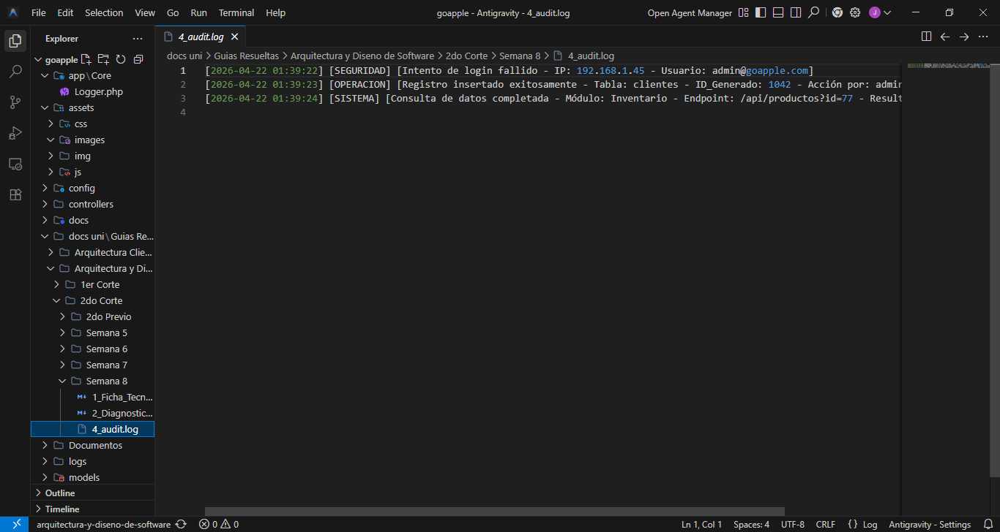 File Edit Selection View Go Run Terminal Help
goapple - Antigravity - 4_audit.log
Open Agent Manager
J
Explorer
goapple
app\Core
Logger.php
assets
css
images
img
js
config
controllers
docs
docs uni\Guias Re...
Arquitectura Clie...
Arquitectura y Di...
1er Corte
2do Corte
2do Previo
Semana 5
Semana 6
Semana 7
Semana 8
1_Ficha_Tecn...
2_Diagnostic...
4_audit.log
Documentos
logs
models
Outline
Timeline
4_audit.log
docs uni > Guias Resueltas > Arquitectura y Diseno de Software > 2do Corte > Semana 8 > 4_audit.log
1 [2026-04-22 01:39:22] [SEGURIDAD] [Intento de login fallido - IP: 192.168.1.45 - Usuario: admin@goapple.com]
2 [2026-04-22 01:39:23] [OPERACION] [Registro insertado exitosamente - Tabla: clientes - ID_Generado: 1042 - Acción por: admin
3 [2026-04-22 01:39:24] [SISTEMA] [Consulta de datos completada - Módulo: Inventario - Endpoint: /api/productos?id=77 - Result
4
arquitectura-y-diseno-de-software 0 0
Ln 1, Col 1 Spaces: 4 UTF-8 CRLF {} Log Antigravity - Settings